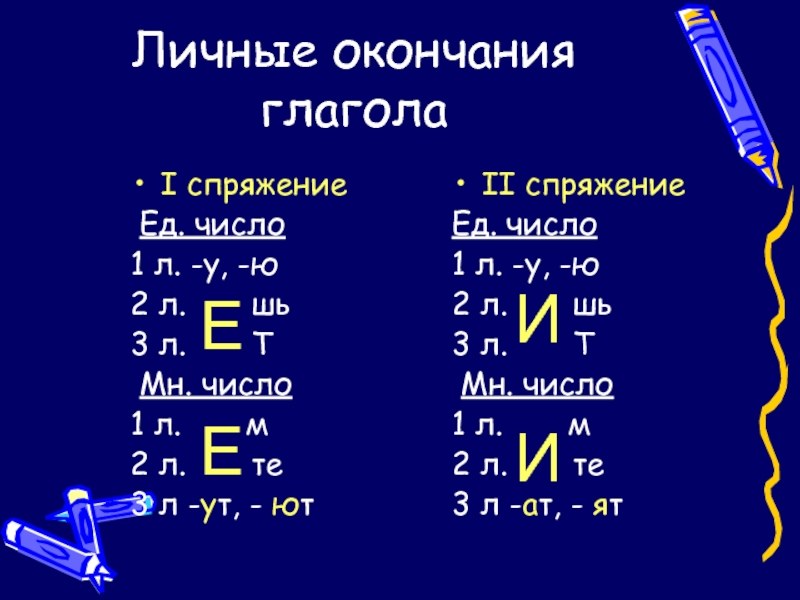 Личные окончания
глагола
• I спряжение
Ед. число
1 л. -у, -ю
2 л. Е шь
3 л. Т
Мн. число
1 л. Е м
2 л. те
3 л -ут, - ют
• II спряжение
Ед. число
1 л. -у, -ю
2 л. И шь
3 л. Т
Мн. число
1 л. И м
2 л. те
3 л -ат, - ят